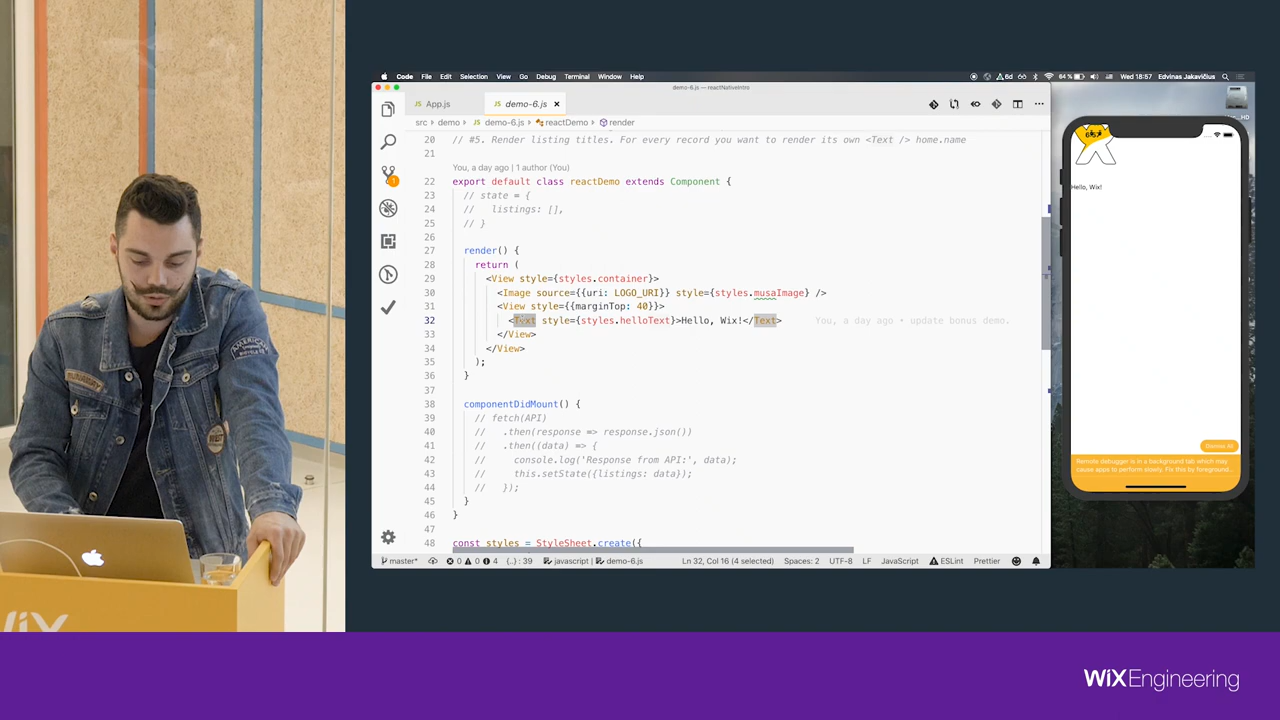 Code File Edit Selection View Go Debug Terminal Window Help
64 % Wed 18:57 Edvinas Jakavičius
demo-6.js — reactNativeIntro
JS App.js JS demo-6.js
src › demo › JS demo-6.js › reactDemo › render
20 // #5. Render listing titles. For every record you want to render its own <Text /> home.name
21
You, a day ago | 1 author (You)
22 export default class reactDemo extends Component {
23 // state = {
24 // listings: [],
25 // }
26
27 render() {
28 return (
29 <View style={styles.container}>
30 <Image source={{uri: LOGO_URI}} style={styles.musaImage} />
31 <View style={{marginTop: 40}}>
32 <Text style={styles.helloText}>Hello, Wix!</Text> You, a day ago • update bonus demo.
33 </View>
34 </View>
35 );
36 }
37
38 componentDidMount() {
39 // fetch(API)
40 // .then(response => response.json())
41 // .then((data) => {
42 // console.log('Response from API:', data);
43 // this.setState({listings: data});
44 // });
45 }
46 }
47
48 const styles = StyleSheet.create({
master* 0 0 4 {..} : 39 javascript | demo-6.js Ln 32, Col 16 (4 selected) Spaces: 2 UTF-8 LF JavaScript ESLint Prettier
Hello, Wix!
Dismiss All
Remote debugger is in a background tab which may
cause apps to perform slowly. Fix this by foreground...
AMERICAN
WiX
WiXEngineering